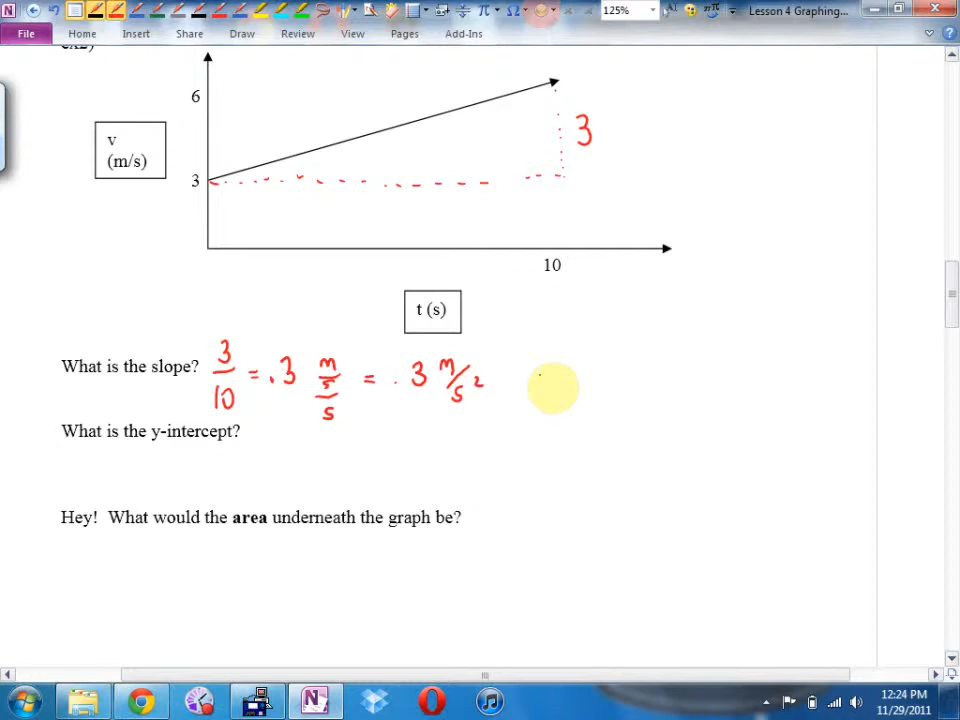 125%
Lesson 4 Graphing...
File Home Insert Share Draw Review View Pages Add-Ins
6
v
(m/s)
3
3
10
t (s)
What is the slope? 3/10 = .3 m/s/s = .3 m/s2
What is the y-intercept?
Hey! What would the area underneath the graph be?
12:24 PM
11/29/2011